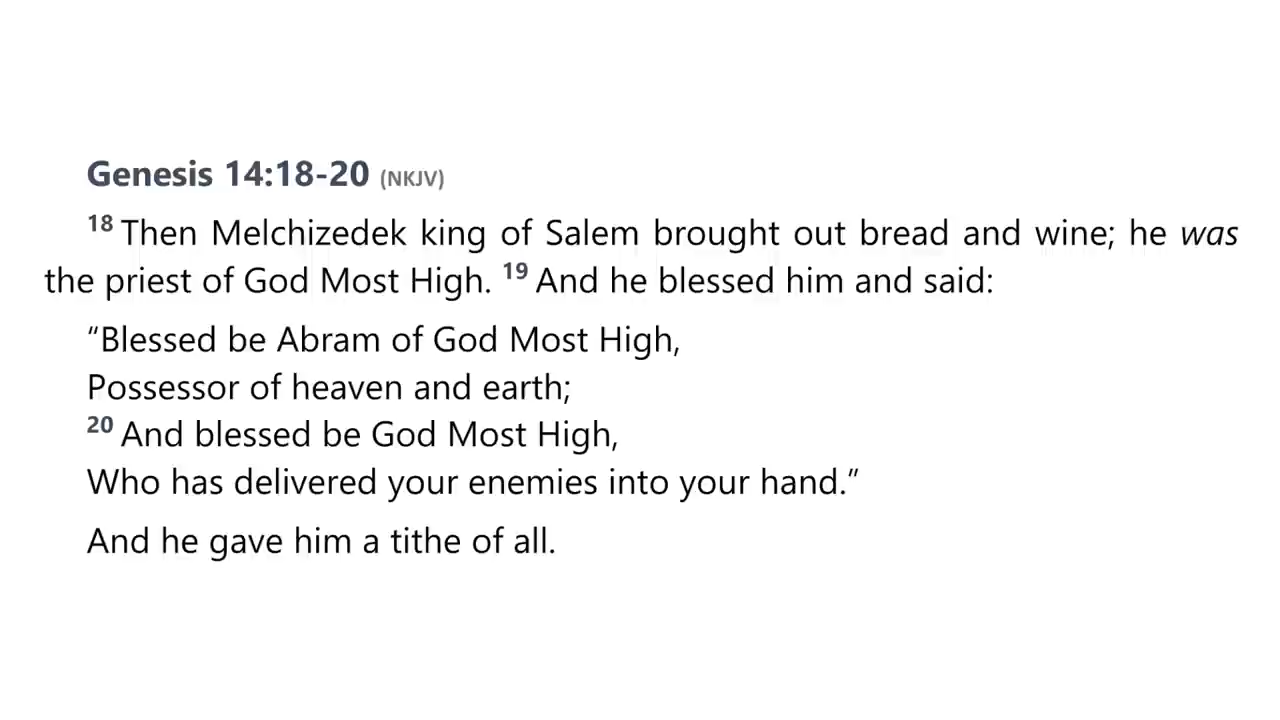 Genesis 14:18-20 (NKJV)
18 Then Melchizedek king of Salem brought out bread and wine; he was
the priest of God Most High. 19 And he blessed him and said:
“Blessed be Abram of God Most High,
Possessor of heaven and earth;
20 And blessed be God Most High,
Who has delivered your enemies into your hand.”
And he gave him a tithe of all.